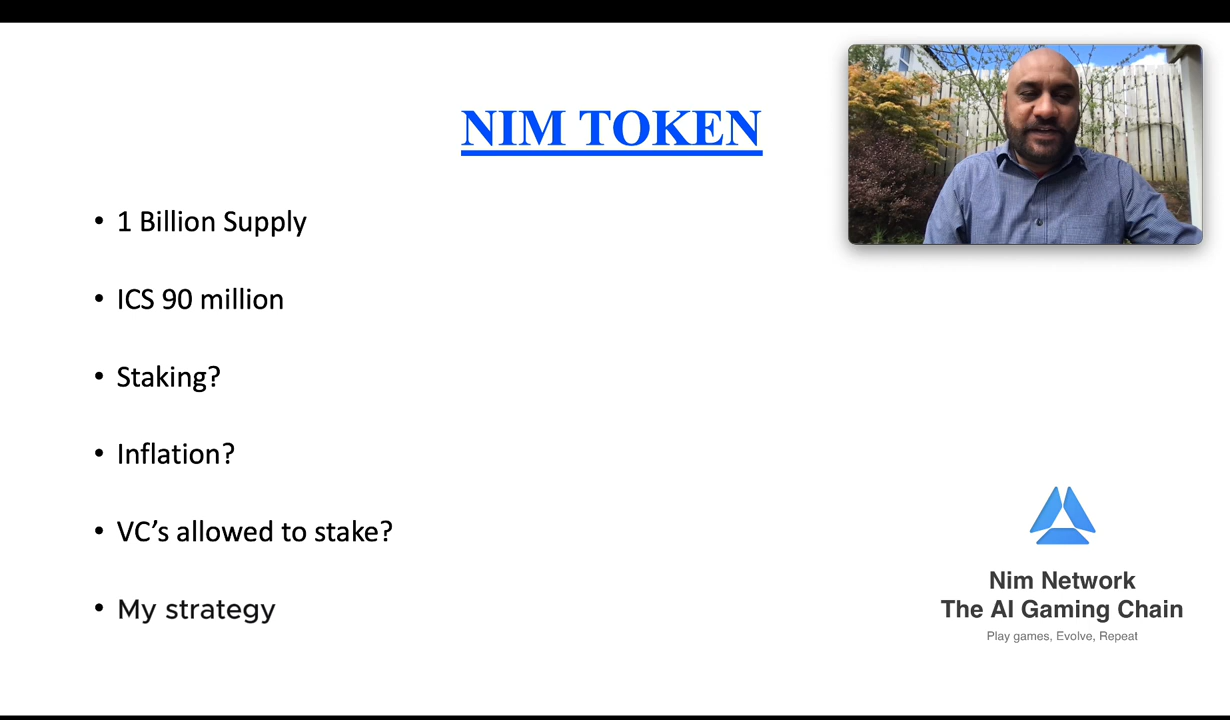 NIM TOKEN
• 1 Billion Supply
• ICS 90 million
• Staking?
• Inflation?
• VC’s allowed to stake?
• My strategy
Nim Network
The AI Gaming Chain
Play games, Evolve, Repeat